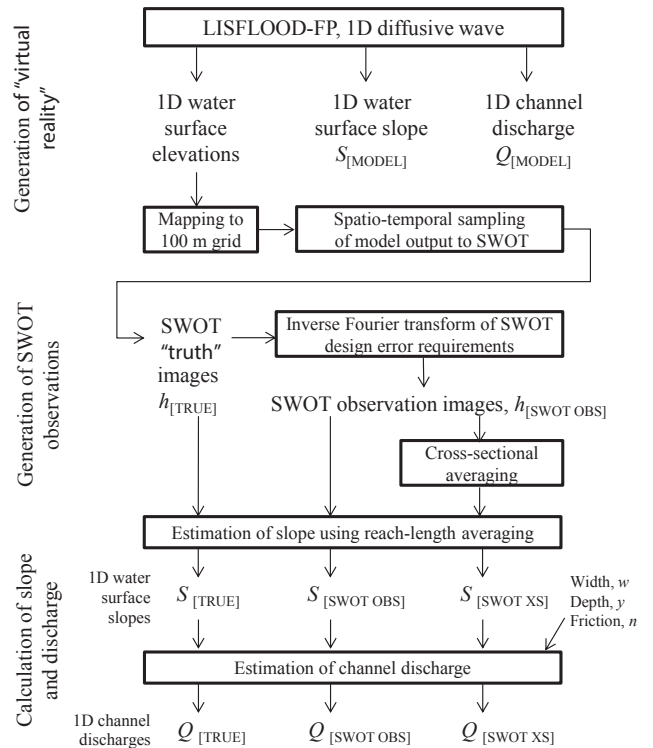 Generation of “virtual
reality”
LISFLOOD-FP, 1D diffusive wave
1D water
surface
elevations
1D water
surface slope
S[MODEL]
1D channel
discharge
Q[MODEL]
Mapping to
100 m grid
Spatio-temporal sampling
of model output to SWOT
Generation of SWOT
observations
SWOT
“truth”
images
h[TRUE]
Inverse Fourier transform of SWOT
design error requirements
SWOT observation images, h[SWOT OBS]
Cross-sectional
averaging
Calculation of slope
and discharge
Estimation of slope using reach-length averaging
1D water
surface
slopes
S [TRUE]
S [SWOT OBS]
S [SWOT XS]
Width, w
Depth, y
Friction, n
Estimation of channel discharge
1D channel
discharges
Q [TRUE]
Q [SWOT OBS]
Q [SWOT XS]